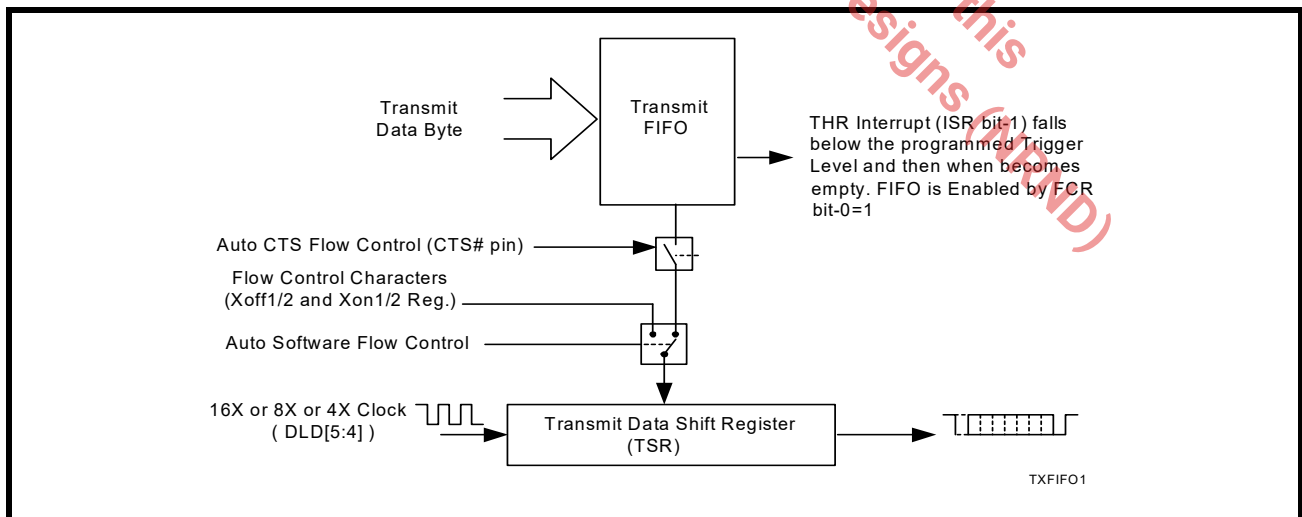 this
esigns (NRND)
Transmit
Data Byte
Transmit
FIFO
THR Interrupt (ISR bit-1) falls
below the programmed Trigger
Level and then when becomes
empty. FIFO is Enabled by FCR
bit-0=1
Auto CTS Flow Control (CTS# pin)
Flow Control Characters
(Xoff1/2 and Xon1/2 Reg.)
Auto Software Flow Control
16X or 8X or 4X Clock
( DLD[5:4] )
Transmit Data Shift Register
(TSR)
TXFIFO1